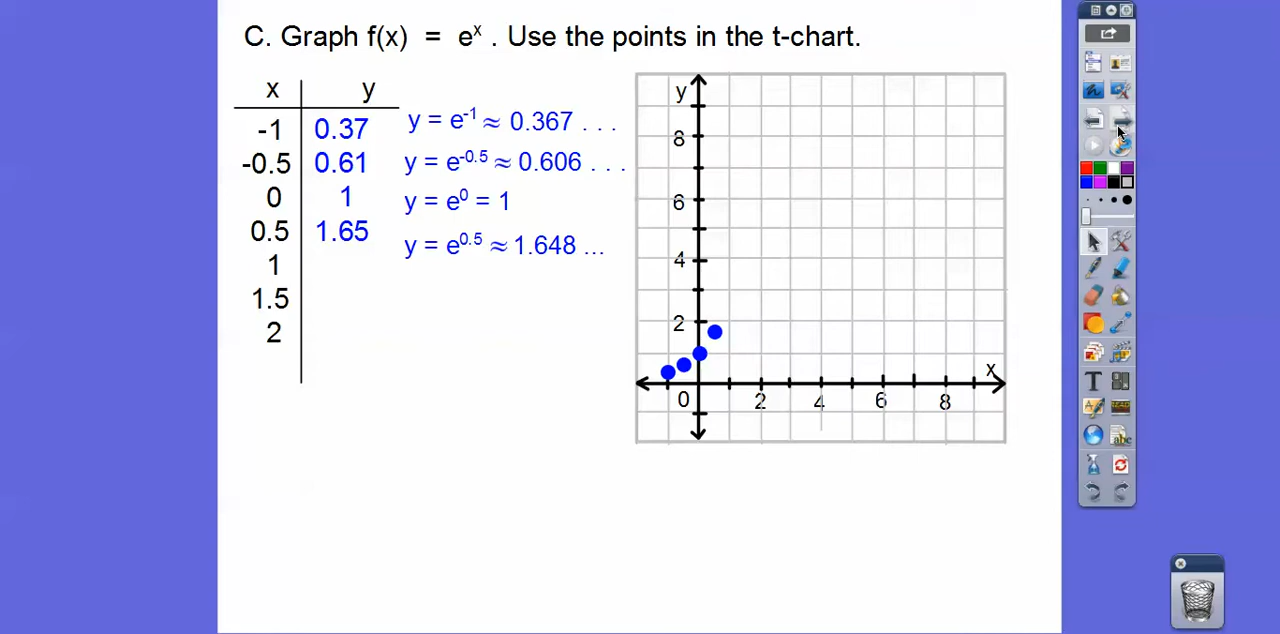 C. Graph f(x) = eˣ . Use the points in the t-chart.
x y
-1 0.37 y = e⁻¹ ≈ 0.367 . . .
-0.5 0.61 y = e⁻⁰·⁵ ≈ 0.606 . . .
0 1 y = e⁰ = 1
0.5 1.65 y = e⁰·⁵ ≈ 1.648 ...
1
1.5
2
y
8
6
4
2
x
0 2 4 6 8